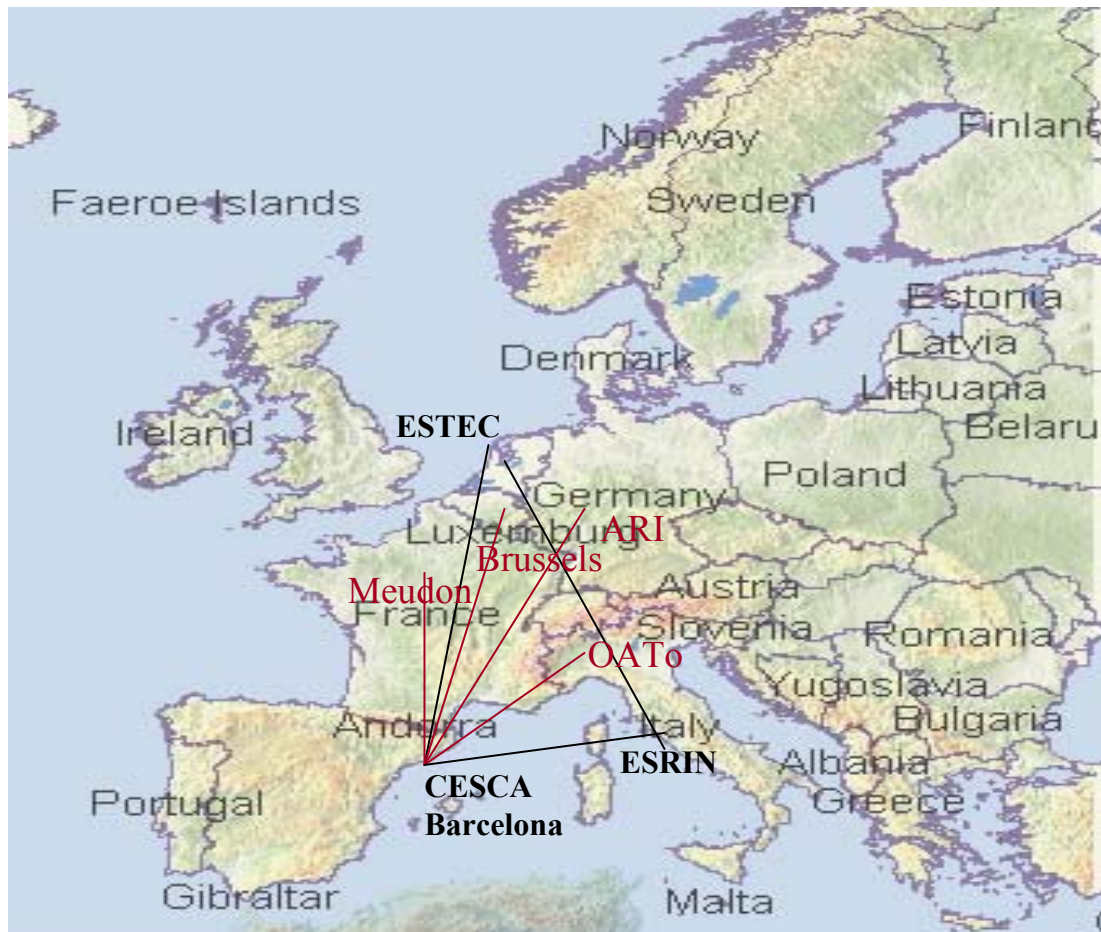 Norway
Finland
Faeroe Islands
Sweden
Estonia
Denmark
Latvia
Lithuania
Ireland
ESTEC
Belaru
Poland
Germany
Luxemburg
ARI
Brussels
Meudon
Austria
France
Slovenia
Romania
OATo
Yugoslavia
Andorra
Italy
Bulgaria
ESRIN
Albania
CESCA
Barcelona
Portugal
Greece
Gibraltar
Malta